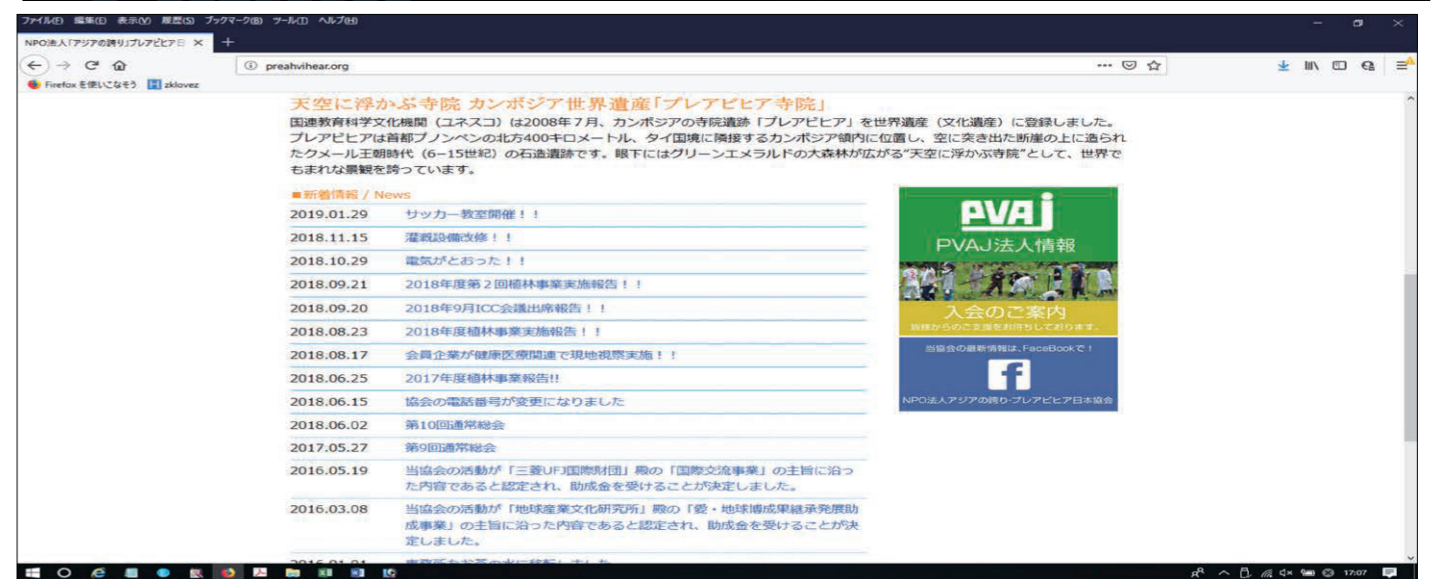 ファイル(F) 編集(E) 表示(V) 履歴(S) ブックマーク(B) ツール(T) ヘルプ(H)
NPO法人「アジアの誇り」プレアビヒア日
preahvihear.org
Firefox を使いこなそう zklovez
天空に浮かぶ寺院 カンボジア世界遺産「プレアビヒア寺院」
国連教育科学文化機関（ユネスコ）は2008年７月、カンボジアの寺院遺跡「プレアビヒア」を世界遺産（文化遺産）に登録しました。
プレアビヒアは首都プノンペンの北方400キロメートル、タイ国境に隣接するカンボジア領内に位置し、空に突き出た断崖の上に造られ
たクメール王朝時代（6−15世紀）の石造遺跡です。眼下にはグリーンエメラルドの大森林が広がる“天空に浮かぶ寺院”として、世界で
もまれな景観を誇っています。
■新着情報 / News
2019.01.29 サッカー教室開催！！
2018.11.15 灌漑設備改修！！
2018.10.29 電気がとおった！！
2018.09.21 2018年度第２回植林事業実施報告！！
2018.09.20 2018年9月ICC会議出席報告！！
2018.08.23 2018年度植林事業実施報告！！
2018.08.17 会員企業が健康医療関連で現地視察実施！！
2018.06.25 2017年度植林事業報告!!
2018.06.15 協会の電話番号が変更になりました
2018.06.02 第10回通常総会
2017.05.27 第9回通常総会
2016.05.19 当協会の活動が「三菱UFJ国際財団」殿の「国際交流事業」の主旨に沿っ
た内容であると認定され、助成金を受けることが決定しました。
2016.03.08 当協会の活動が「地球産業文化研究所」殿の「愛・地球博成果継承発展助
成事業」の主旨に沿った内容であると認定され、助成金を受けることが決
定しました。
PVAj
PVAJ法人情報
入会のご案内
皆様からのご支援をお待ちしております。
当協会の最新情報は、FaceBookで！
NPO法人アジアの誇り-プレアビヒア日本協会
17:07